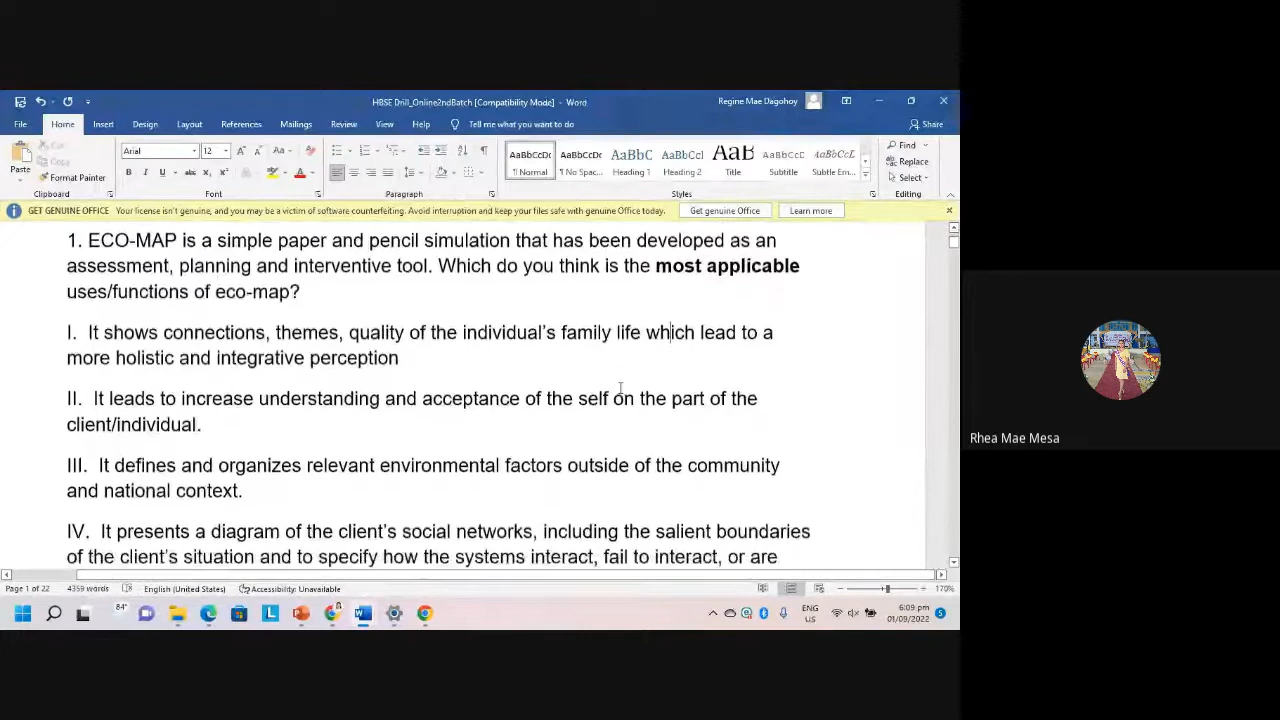 HBSE Drill_Online2ndBatch [Compatibility Mode] - Word
Regine Mae Dagohoy
File Home Insert Design Layout References Mailings Review View Help Tell me what you want to do Share
Paste
Cut
Copy
Format Painter
Clipboard
Arial 12
Font
Paragraph
AaBbCcDc AaBbCcDc AaBbC AaBbCcI AaB AaBbCcD AaBbCcL
¶ Normal ¶ No Spac... Heading 1 Heading 2 Title Subtitle Subtle Em...
Styles
Find
Replace
Select
Editing
GET GENUINE OFFICE Your license isn't genuine, and you may be a victim of software counterfeiting. Avoid interruption and keep your files safe with genuine Office today. Get genuine Office Learn more
1. ECO-MAP is a simple paper and pencil simulation that has been developed as an
assessment, planning and interventive tool. Which do you think is the most applicable
uses/functions of eco-map?
I. It shows connections, themes, quality of the individual's family life which lead to a
more holistic and integrative perception
II. It leads to increase understanding and acceptance of the self on the part of the
client/individual.
III. It defines and organizes relevant environmental factors outside of the community
and national context.
IV. It presents a diagram of the client's social networks, including the salient boundaries
of the client's situation and to specify how the systems interact, fail to interact, or are
Page 1 of 22 4359 words English (United States) Accessibility: Unavailable 170%
84°
ENG
US
6:09 pm
01/09/2022
5
Rhea Mae Mesa